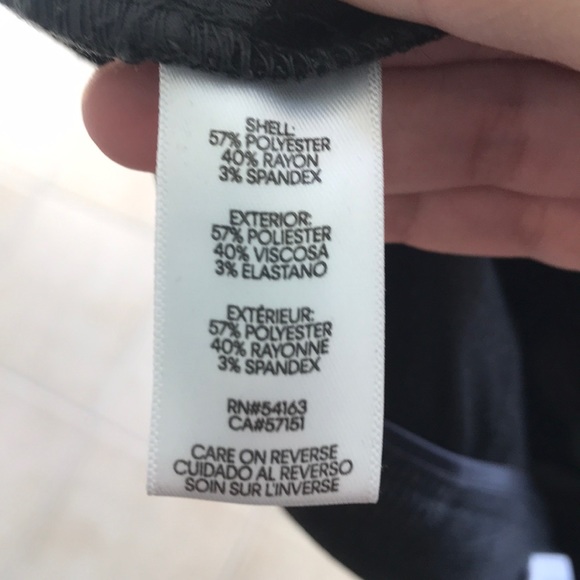 SHELL:
57% POLYESTER
40% RAYON
3% SPANDEX
EXTERIOR:
57% POLIESTER
40% VISCOSA
3% ELASTANO
EXTÉRIEUR:
57% POLYESTER
40% RAYONNE
3% SPANDEX
RN#54163
CA#57151
CARE ON REVERSE
CUIDADO AL REVERSO
SOIN SUR L'INVERSE